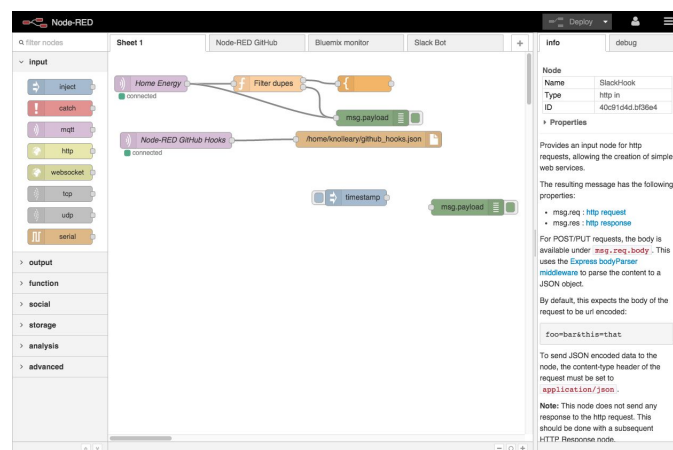 Node-RED
Deploy
filter nodes
Sheet 1
Node-RED GitHub
Bluemix monitor
Slack Bot
+
info
debug
input
inject
catch
mqtt
http
websocket
tcp
udp
serial
output
function
social
storage
analysis
advanced
Home Energy
connected
Filter dupes
{
msg.payload
Node-RED GitHub Hooks
connected
/home/knolleary/github_hooks.json
timestamp
msg.payload
Node
Name SlackHook
Type http in
ID 40c91d4d.bf36e4
Properties
Provides an input node for http
requests, allowing the creation of simple
web services.
The resulting message has the following
properties:
• msg.req : http request
• msg.res : http response
For POST/PUT requests, the body is
available under msg.req.body . This
uses the Express bodyParser
middleware to parse the content to a
JSON object.
By default, this expects the body of the
request to be url encoded:
foo=bar&this=that
To send JSON encoded data to the
node, the content-type header of the
request must be set to
application/json .
Note: This node does not send any
response to the http request. This
should be done with a subsequent
HTTP Response node.